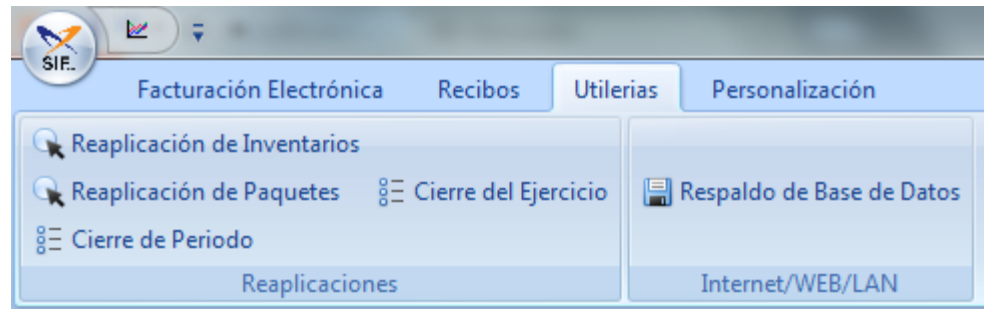 SIF..
Facturación Electrónica Recibos Utilerias Personalización
Reaplicación de Inventarios
Reaplicación de Paquetes Cierre del Ejercicio Respaldo de Base de Datos
Cierre de Periodo
Reaplicaciones Internet/WEB/LAN